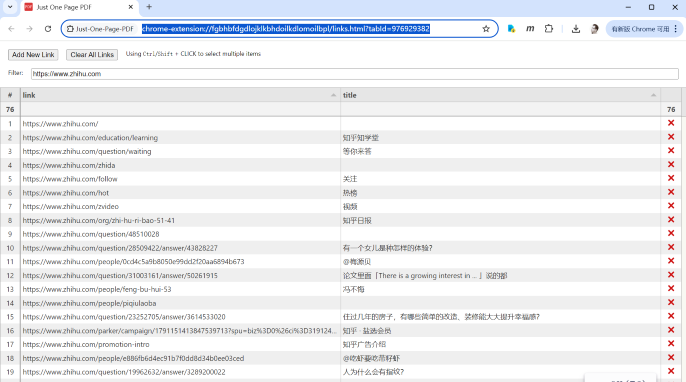 Just One Page PDF
Just-One-Page-PDF
chrome-extension://fgbhbfdgdlojklkbhdoilkdlomoilbpl/links.html?tabId=976929382
有新版 Chrome 可用
Add New Link
Clear All Links
Using Ctrl/Shift + CLICK to select multiple items
Filter:
https://www.zhihu.com
# link title
76 76
1 https://www.zhihu.com/
2 https://www.zhihu.com/education/learning 知乎知学堂
3 https://www.zhihu.com/question/waiting 等你来答
4 https://www.zhihu.com/zhida
5 https://www.zhihu.com/follow 关注
6 https://www.zhihu.com/hot 热榜
7 https://www.zhihu.com/zvideo 视频
8 https://www.zhihu.com/org/zhi-hu-ri-bao-51-41 知乎日报
9 https://www.zhihu.com/question/48510028
10 https://www.zhihu.com/question/28509422/answer/43828227 有一个女儿是种怎样的体验?
11 https://www.zhihu.com/people/0cd4c5a9b8050e99dd2f20aa6894b673 @梅源贝
12 https://www.zhihu.com/question/31003161/answer/50261915 论文里面「There is a growing interest in ... 」说的都
13 https://www.zhihu.com/people/feng-bu-hui-53 冯不悔
14 https://www.zhihu.com/people/piqiulaoba
15 https://www.zhihu.com/question/23252705/answer/3614533020 住过几年的房子，有哪些简单的改造、装修能大大提升幸福感?
16 https://www.zhihu.com/parker/campaign/1791151413847539713?spu=biz%3D0%26ci%3D319124... 知乎 · 盐选会员
17 https://www.zhihu.com/promotion-intro 知乎广告介绍
18 https://www.zhihu.com/people/e886fb6d4ec91b7f0dd8d34b0ee03ced @吃虾婆吃节籽虾
19 https://www.zhihu.com/question/19962632/answer/3289200022 人为什么会有指纹?